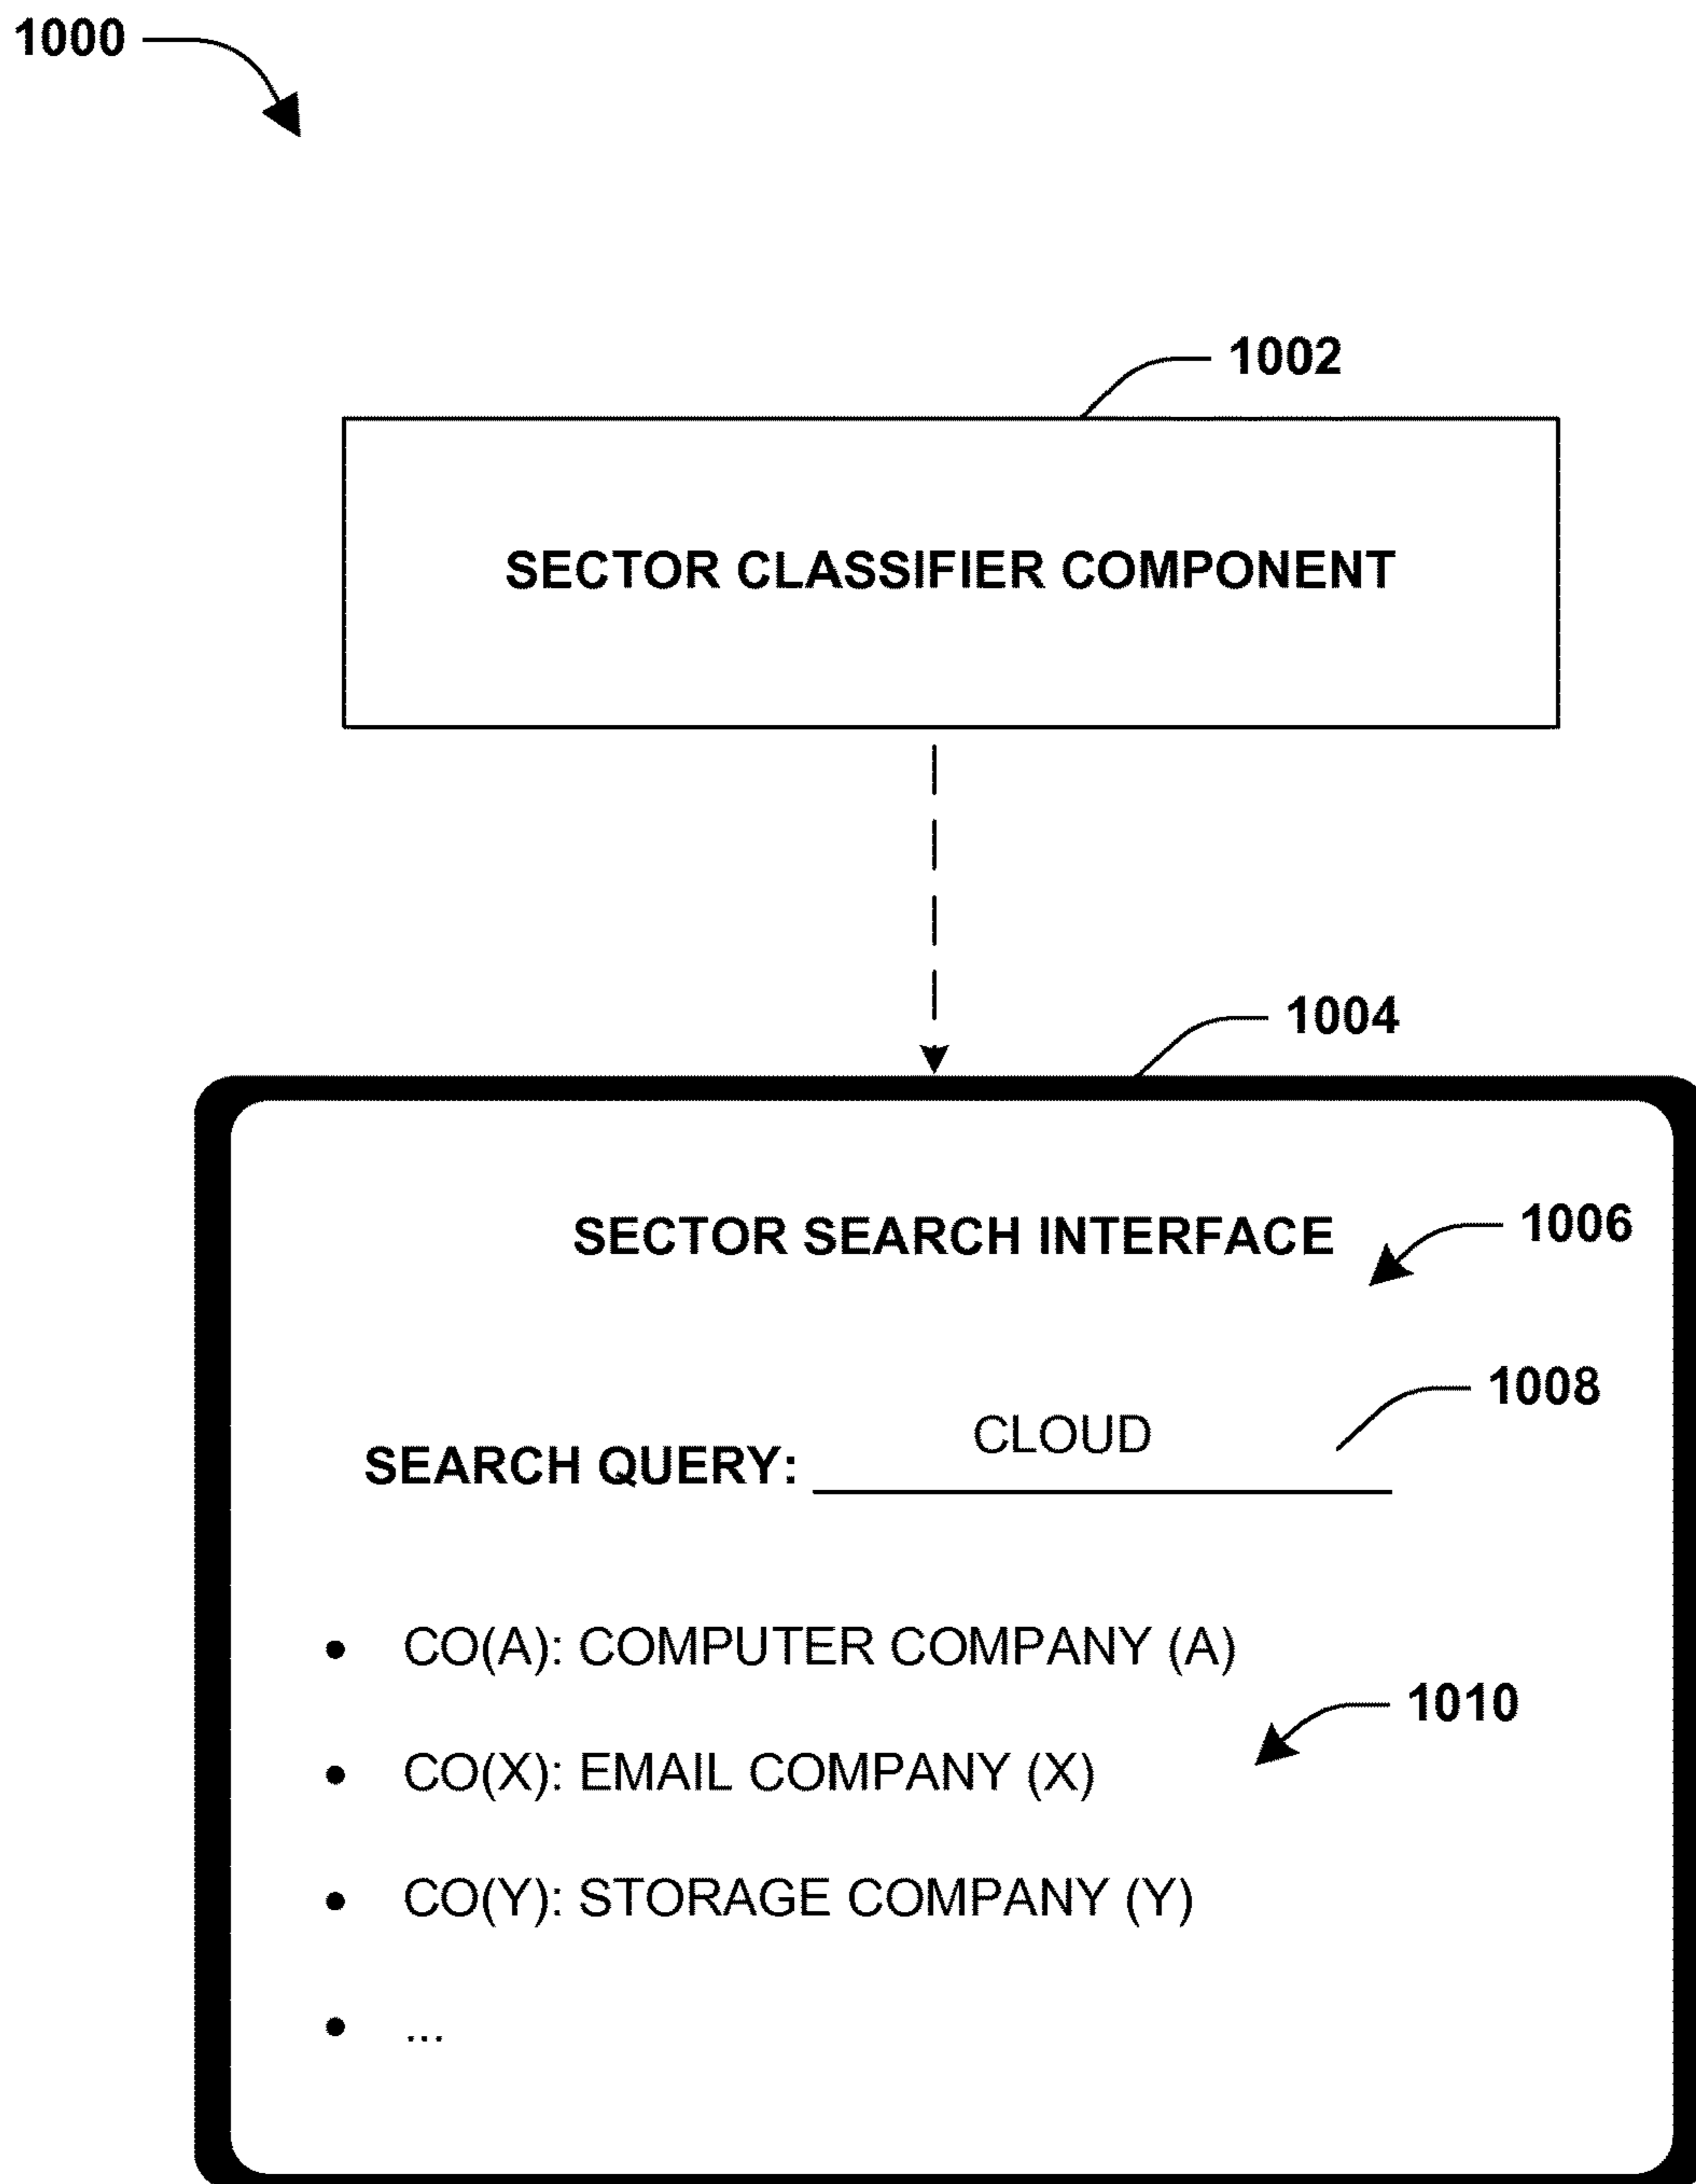 1000
1002
SECTOR CLASSIFIER COMPONENT
1004
SECTOR SEARCH INTERFACE
1006
1008
SEARCH QUERY: CLOUD
• CO(A): COMPUTER COMPANY (A)
1010
• CO(X): EMAIL COMPANY (X)
• CO(Y): STORAGE COMPANY (Y)
• ...